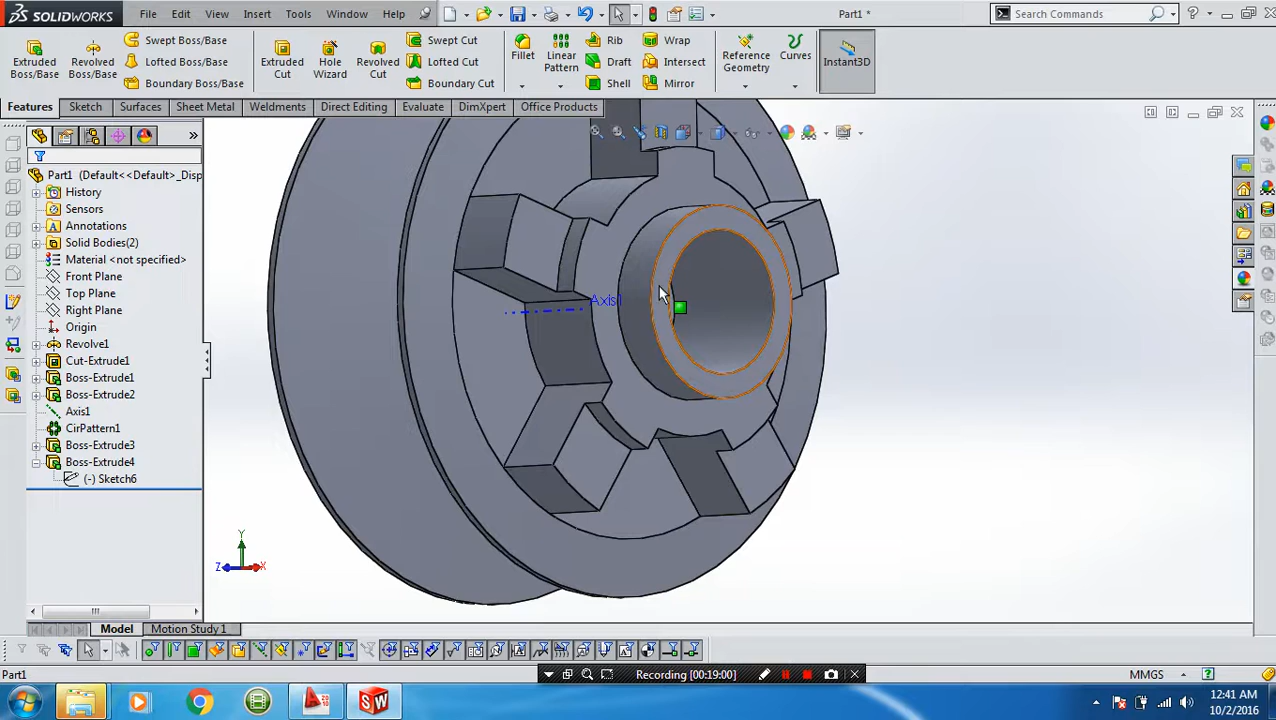 SOLIDWORKS File Edit View Insert Tools Window Help Part1 * Search Commands
Extruded Boss/Base
Revolved Boss/Base
Swept Boss/Base
Lofted Boss/Base
Boundary Boss/Base
Extruded Cut
Hole Wizard
Revolved Cut
Swept Cut
Lofted Cut
Boundary Cut
Fillet
Linear Pattern
Rib
Draft
Shell
Wrap
Intersect
Mirror
Reference Geometry
Curves
Instant3D
Features Sketch Surfaces Sheet Metal Weldments Direct Editing Evaluate DimXpert Office Products
Part1 (Default<<Default>_Disp
History
Sensors
Annotations
Solid Bodies(2)
Material <not specified>
Front Plane
Top Plane
Right Plane
Origin
Revolve1
Cut-Extrude1
Boss-Extrude1
Boss-Extrude2
Axis1
CirPattern1
Boss-Extrude3
Boss-Extrude4
(-) Sketch6
Axis1
Y
Z X
Model Motion Study 1
Part1 Recording [00:19:00] MMGS
12:41 AM
10/2/2016